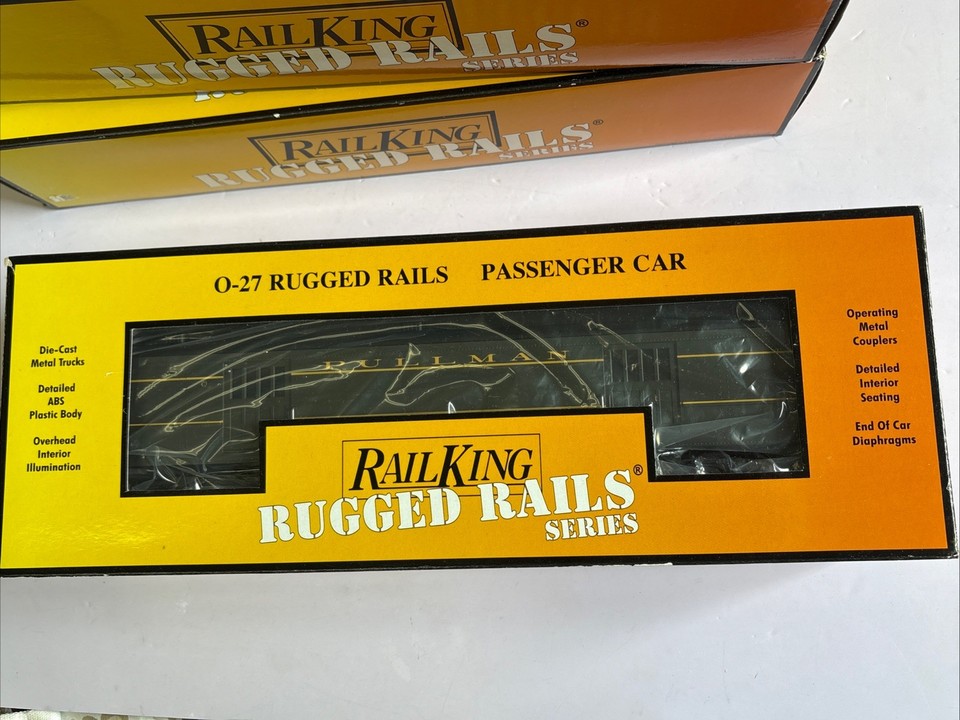 RAILKING
RUGGED RAILS®
SERIES
RAILKING
RUGGED RAILS®
SERIES
O-27 RUGGED RAILS PASSENGER CAR
Die-Cast
Metal Trucks
Detailed
ABS
Plastic Body
Overhead
Interior
Illumination
PULLMAN
Operating
Metal
Couplers
Detailed
Interior
Seating
End Of Car
Diaphragms
RAILKING
RUGGED RAILS®
SERIES